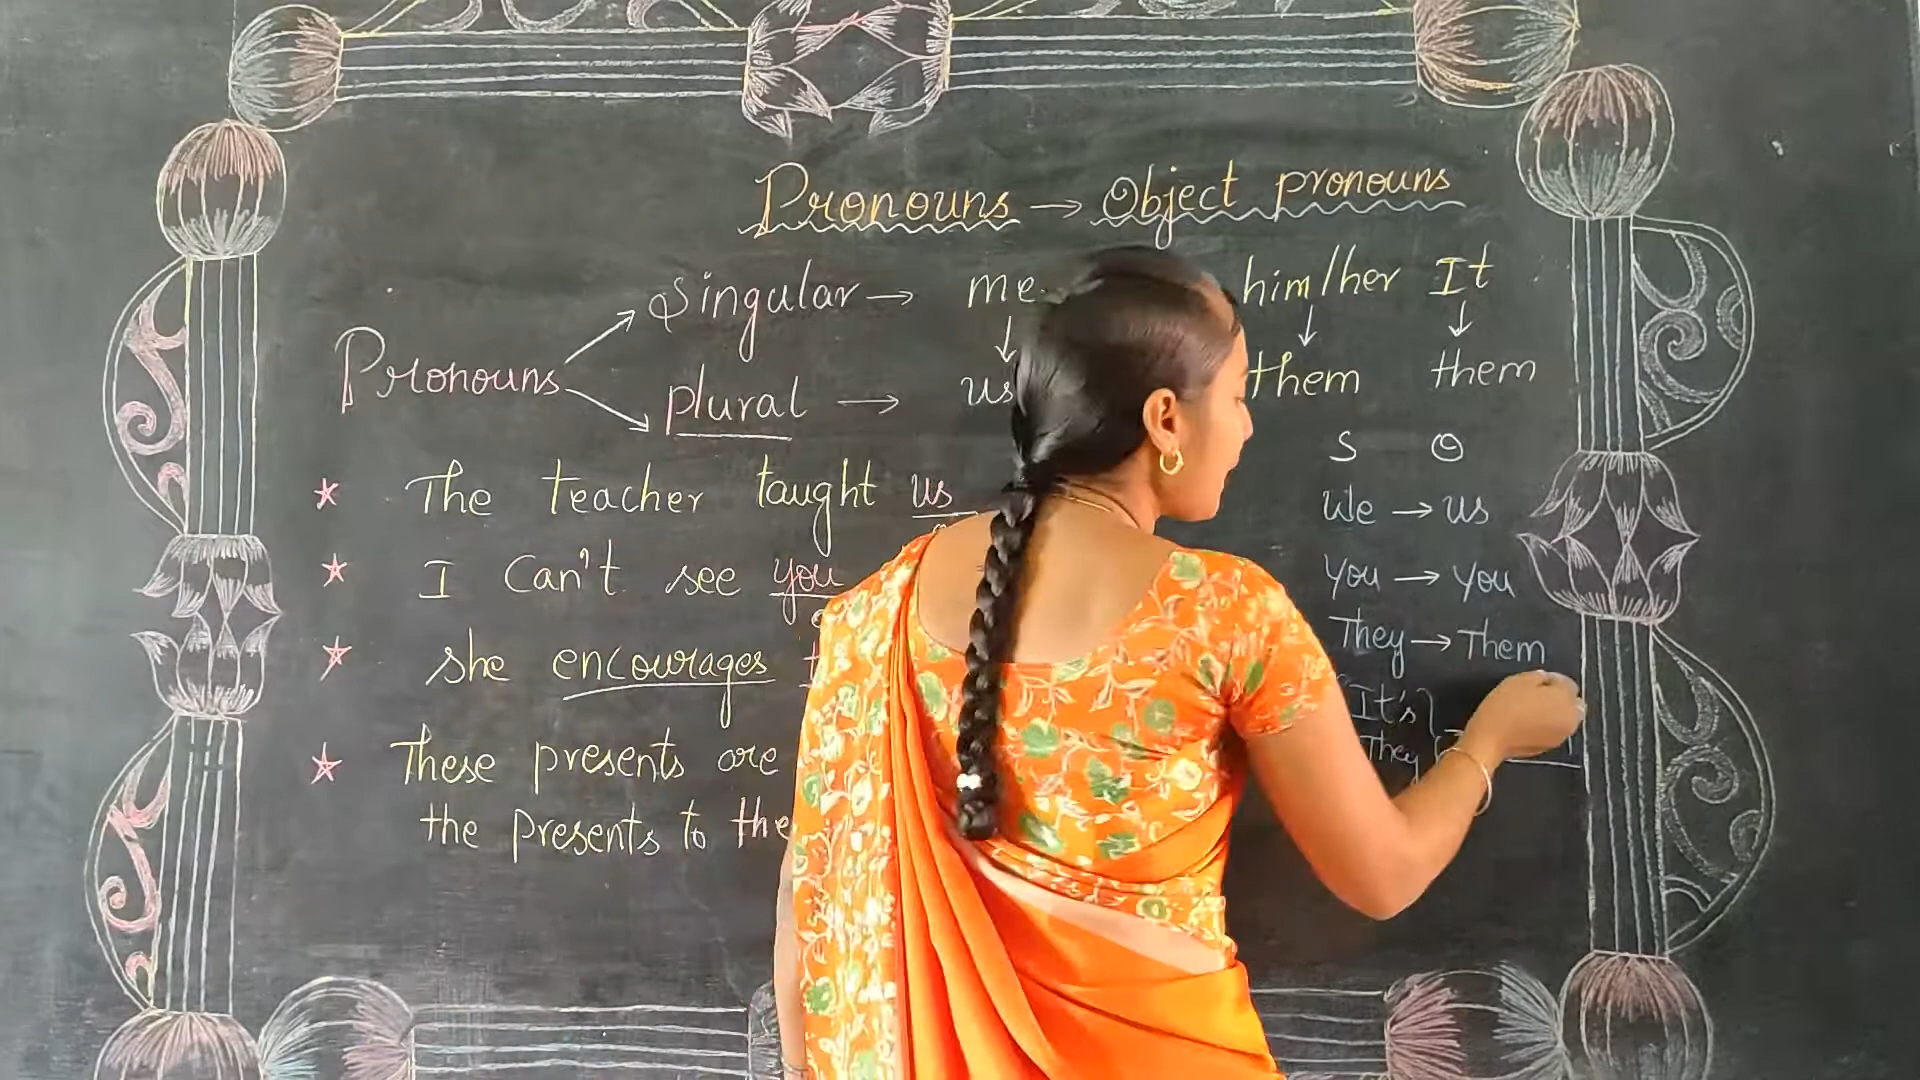 Pronouns → Object pronouns
Singular → me him/her It
↓ ↓ ↓
Pronouns
plural → us them them
S O
The teacher taught us
We → us
I Can't see you
You → You
They → Them
she encourages
It's
They
These presents are
the presents to the